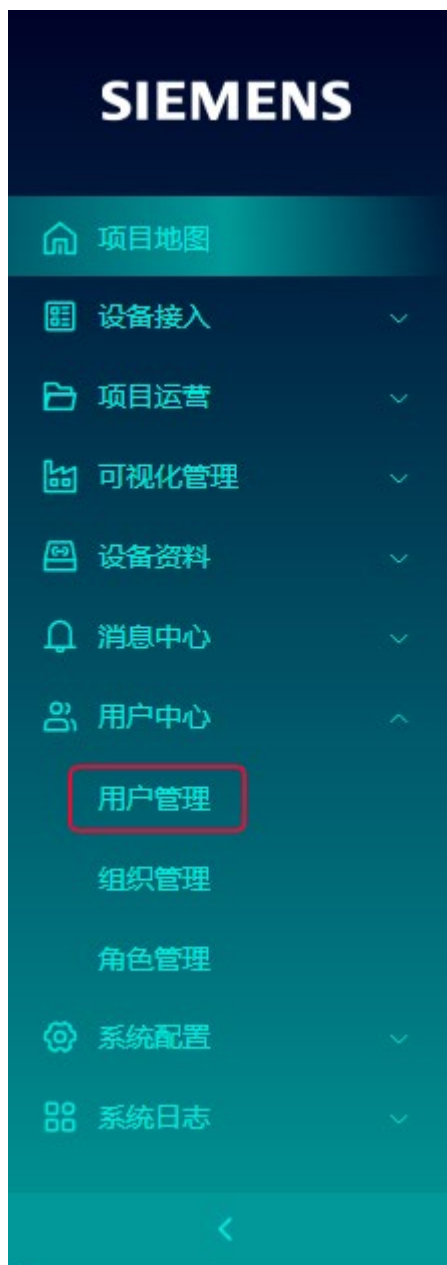 SIEMENS
项目地图
设备接入
项目运营
可视化管理
设备资料
消息中心
用户中心
用户管理
组织管理
角色管理
系统配置
系统日志